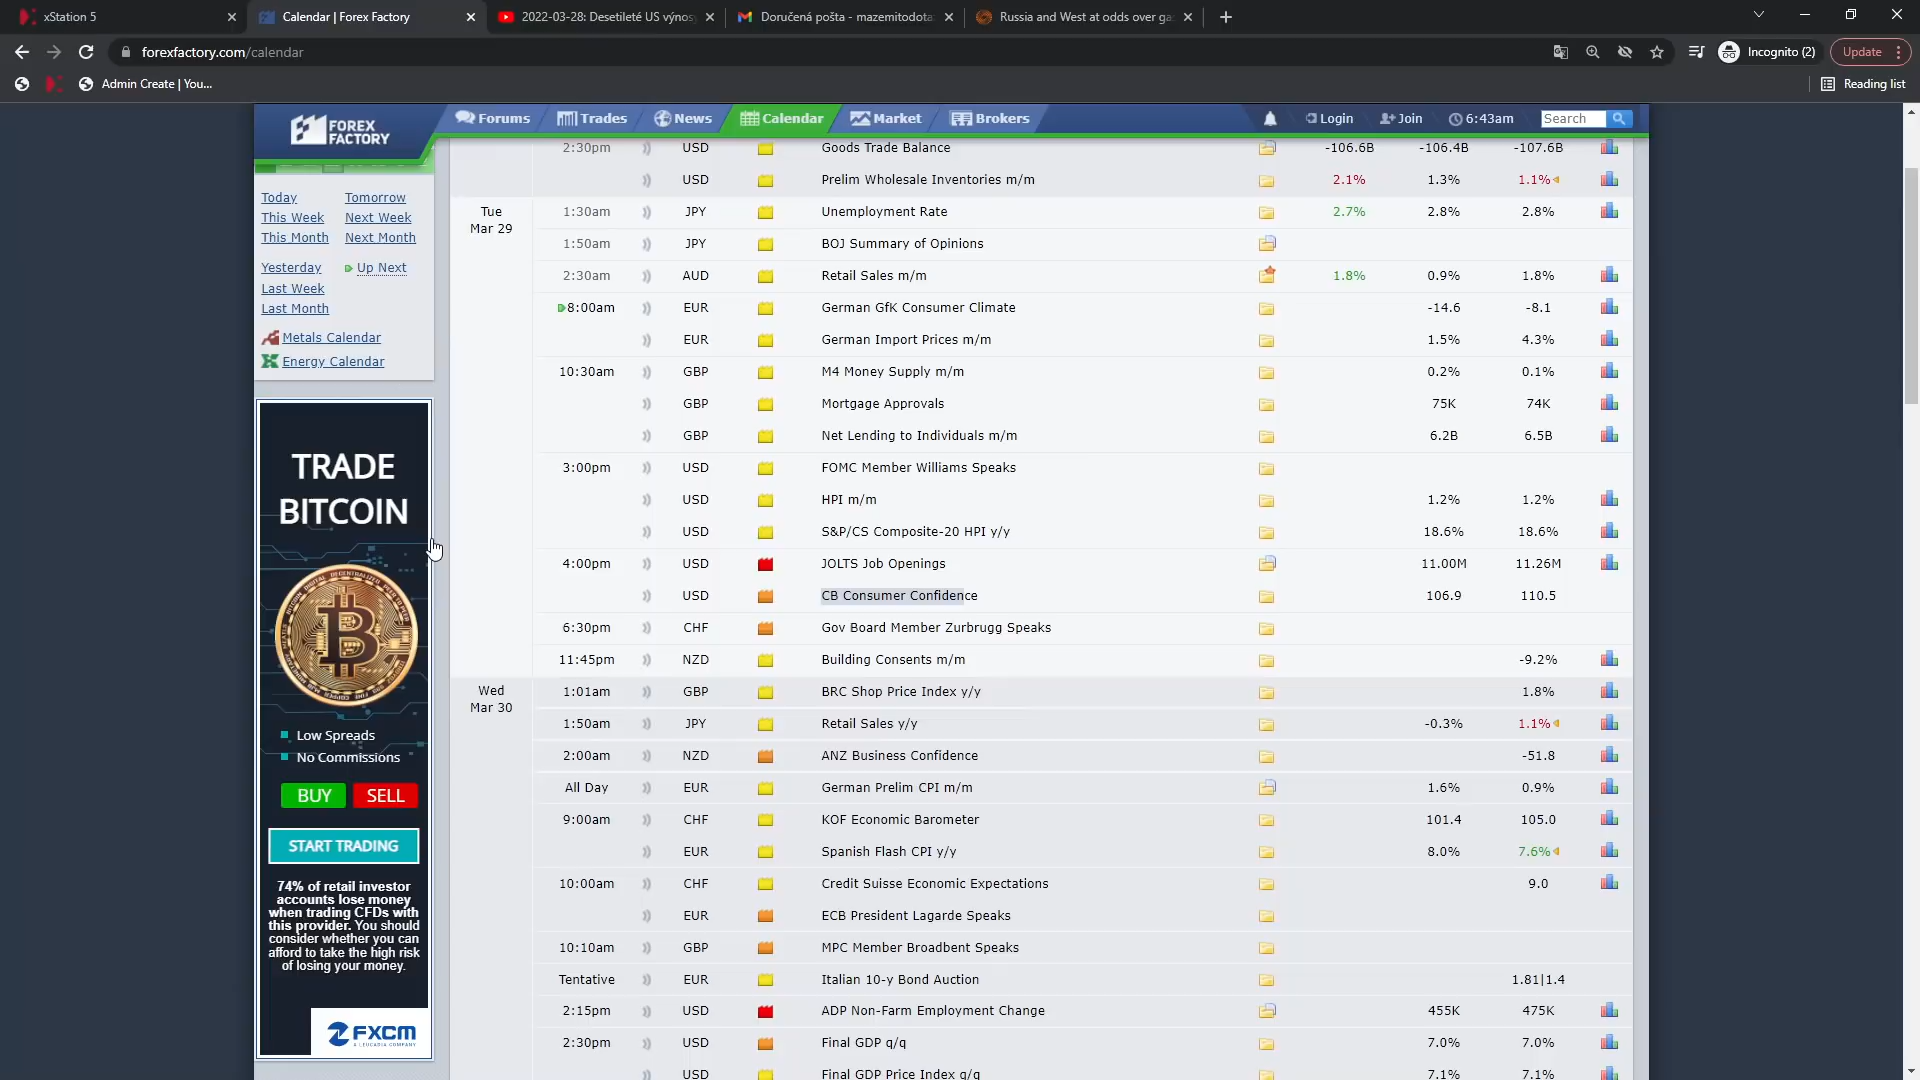 xStation 5
Calendar | Forex Factory
2022-03-28: Desetileté US výnos
Doručená pošta - mazemitodota
Russia and West at odds over ga
forexfactory.com/calendar
Incognito (2)
Update
Admin Create | You...
Reading list
FOREX FACTORY
Forums Trades News Calendar Market Brokers
Login Join 6:43am Search
Today Tomorrow
This Week Next Week
This Month Next Month
Yesterday Up Next
Last Week
Last Month
Metals Calendar
Energy Calendar
TRADE
BITCOIN
Low Spreads
No Commissions
BUY SELL
START TRADING
74% of retail investor
accounts lose money
when trading CFDs with
this provider. You should
consider whether you can
afford to take the high risk
of losing your money.
FXCM
A LEUCADIA COMPANY
2:30pm USD Goods Trade Balance -106.6B -106.4B -107.6B
USD Prelim Wholesale Inventories m/m 2.1% 1.3% 1.1%
Tue
Mar 29
1:30am JPY Unemployment Rate 2.7% 2.8% 2.8%
1:50am JPY BOJ Summary of Opinions
2:30am AUD Retail Sales m/m 1.8% 0.9% 1.8%
8:00am EUR German GfK Consumer Climate -14.6 -8.1
EUR German Import Prices m/m 1.5% 4.3%
10:30am GBP M4 Money Supply m/m 0.2% 0.1%
GBP Mortgage Approvals 75K 74K
GBP Net Lending to Individuals m/m 6.2B 6.5B
3:00pm USD FOMC Member Williams Speaks
USD HPI m/m 1.2% 1.2%
USD S&P/CS Composite-20 HPI y/y 18.6% 18.6%
4:00pm USD JOLTS Job Openings 11.00M 11.26M
USD CB Consumer Confidence 106.9 110.5
6:30pm CHF Gov Board Member Zurbrugg Speaks
11:45pm NZD Building Consents m/m -9.2%
Wed
Mar 30
1:01am GBP BRC Shop Price Index y/y 1.8%
1:50am JPY Retail Sales y/y -0.3% 1.1%
2:00am NZD ANZ Business Confidence -51.8
All Day EUR German Prelim CPI m/m 1.6% 0.9%
9:00am CHF KOF Economic Barometer 101.4 105.0
EUR Spanish Flash CPI y/y 8.0% 7.6%
10:00am CHF Credit Suisse Economic Expectations 9.0
EUR ECB President Lagarde Speaks
10:10am GBP MPC Member Broadbent Speaks
Tentative EUR Italian 10-y Bond Auction 1.81|1.4
2:15pm USD ADP Non-Farm Employment Change 455K 475K
2:30pm USD Final GDP q/q 7.0% 7.0%
USD Final GDP Price Index q/q 7.1% 7.1%